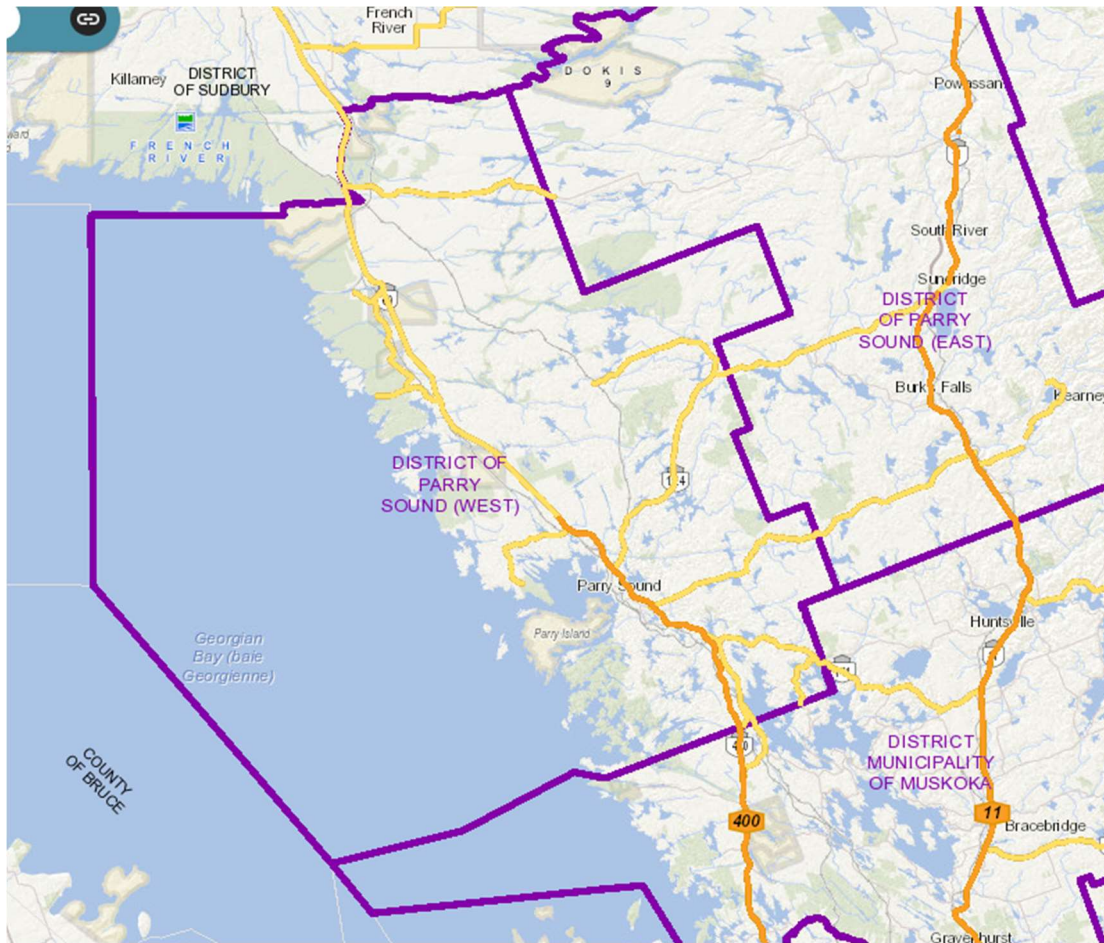 French
River
Killarney
DISTRICT
OF SUDBURY
DOKIS
9
FRENCH
RIVER
Powassan
South River
Sundridge
DISTRICT
OF PARRY
SOUND (EAST)
69
Burk's Falls
Kearney
DISTRICT OF
PARRY
SOUND (WEST)
124
Parry Sound
Parry Island
Huntsville
Georgian
Bay (baie
Georgienne)
COUNTY
OF BRUCE
DISTRICT
MUNICIPALITY
OF MUSKOKA
400
11
Bracebridge
Gravenhurst